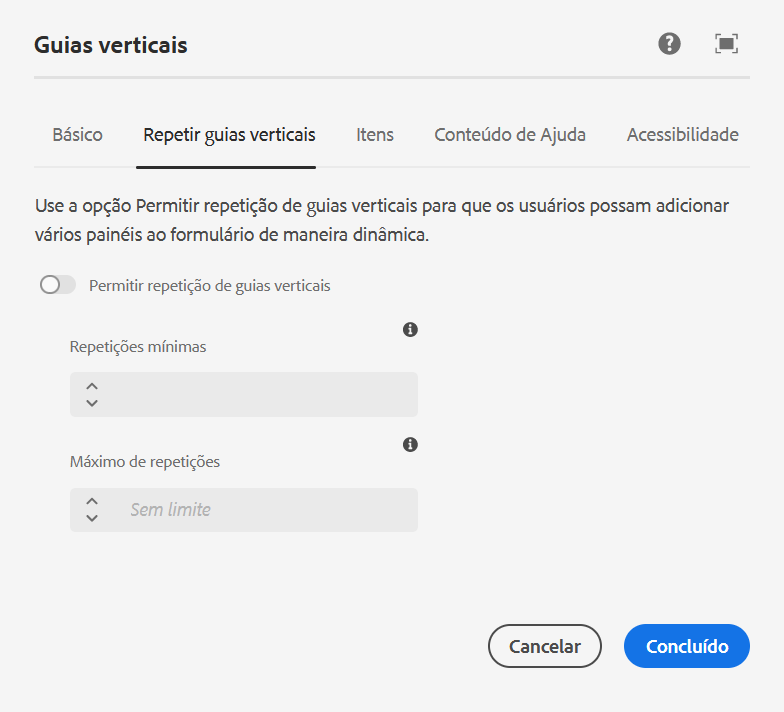 Guias verticais
Básico Repetir guias verticais Itens Conteúdo de Ajuda Acessibilidade
Use a opção Permitir repetição de guias verticais para que os usuários possam adicionar
vários painéis ao formulário de maneira dinâmica.
Permitir repetição de guias verticais
Repetições mínimas
Máximo de repetições
Sem limite
Cancelar Concluído